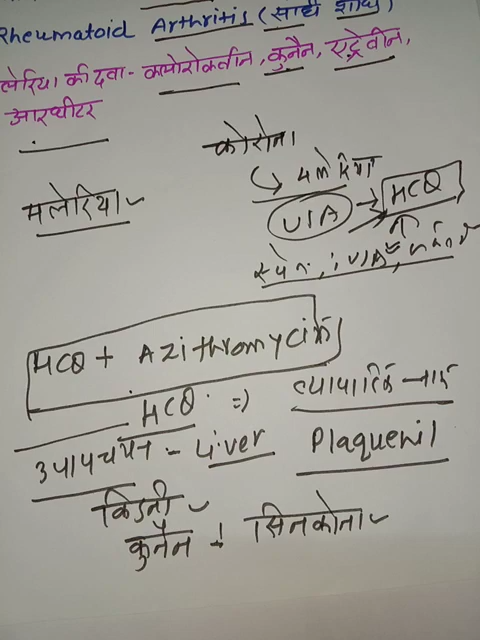 Rheumatoid Arthritis (साध्य शोध)
लेरिया की दवा - क्लोरोक्वीन, कुनैन, एट्रेवीन,
आरथीटर
कोरोना
मलेरिया
मलेरिया
USA → HCQ
स्पेन, USA
HCQ + Azithromycin
HCQ ⇒ व्यापारिक नाम
उपापचयन - Liver Plaquenil
किडनी
कुनैन : सिनकोना